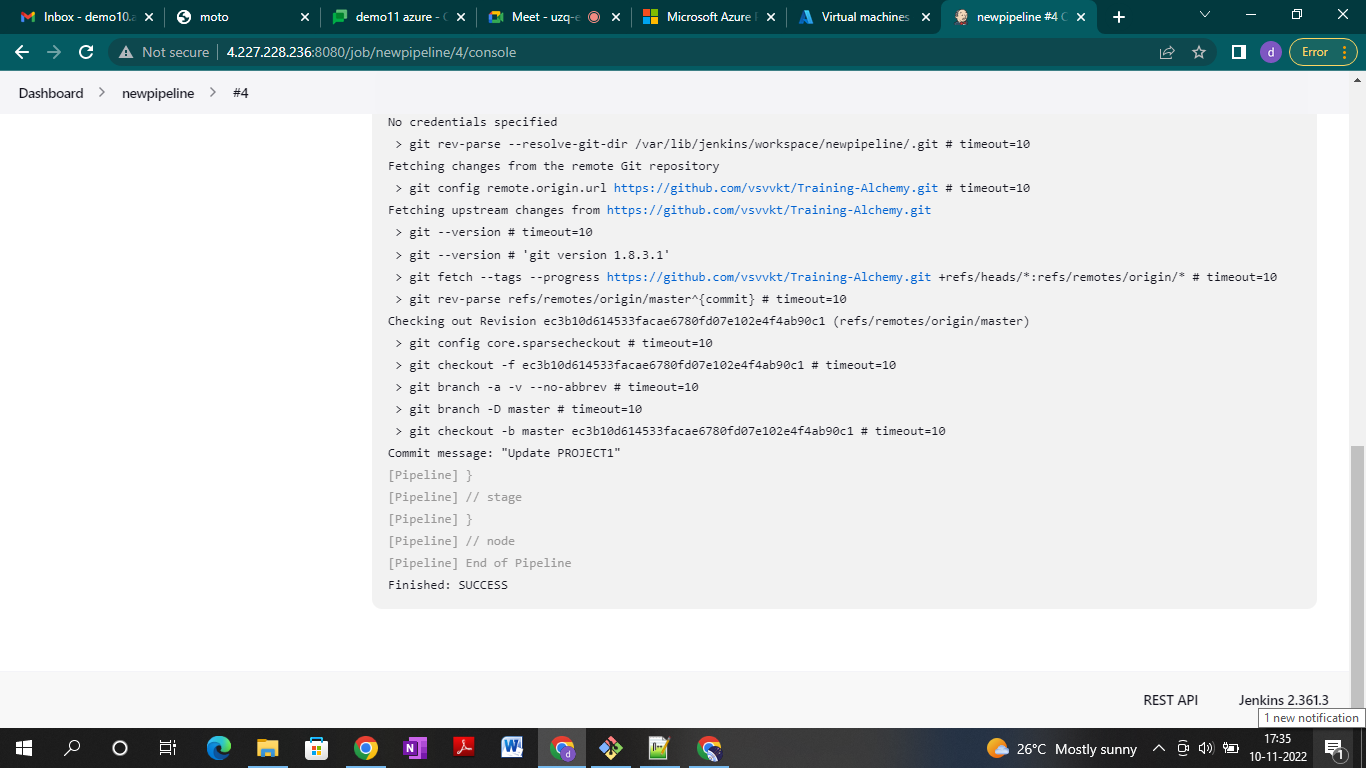 Inbox - demo10.a
moto
demo11 azure - C
Meet - uzq-e
Microsoft Azure
Virtual machines
newpipeline #4 C
Not secure
4.227.228.236:8080/job/newpipeline/4/console
d
Error
Dashboard
newpipeline
#4
No credentials specified
> git rev-parse --resolve-git-dir /var/lib/jenkins/workspace/newpipeline/.git # timeout=10
Fetching changes from the remote Git repository
> git config remote.origin.url https://github.com/vsvvkt/Training-Alchemy.git # timeout=10
Fetching upstream changes from https://github.com/vsvvkt/Training-Alchemy.git
> git --version # timeout=10
> git --version # 'git version 1.8.3.1'
> git fetch --tags --progress https://github.com/vsvvkt/Training-Alchemy.git +refs/heads/*:refs/remotes/origin/* # timeout=10
> git rev-parse refs/remotes/origin/master^{commit} # timeout=10
Checking out Revision ec3b10d614533facae6780fd07e102e4f4ab90c1 (refs/remotes/origin/master)
> git config core.sparsecheckout # timeout=10
> git checkout -f ec3b10d614533facae6780fd07e102e4f4ab90c1 # timeout=10
> git branch -a -v --no-abbrev # timeout=10
> git branch -D master # timeout=10
> git checkout -b master ec3b10d614533facae6780fd07e102e4f4ab90c1 # timeout=10
Commit message: "Update PROJECT1"
[Pipeline] }
[Pipeline] // stage
[Pipeline] }
[Pipeline] // node
[Pipeline] End of Pipeline
Finished: SUCCESS
REST API
Jenkins 2.361.3
1 new notification
26°C Mostly sunny
17:35
10-11-2022
1